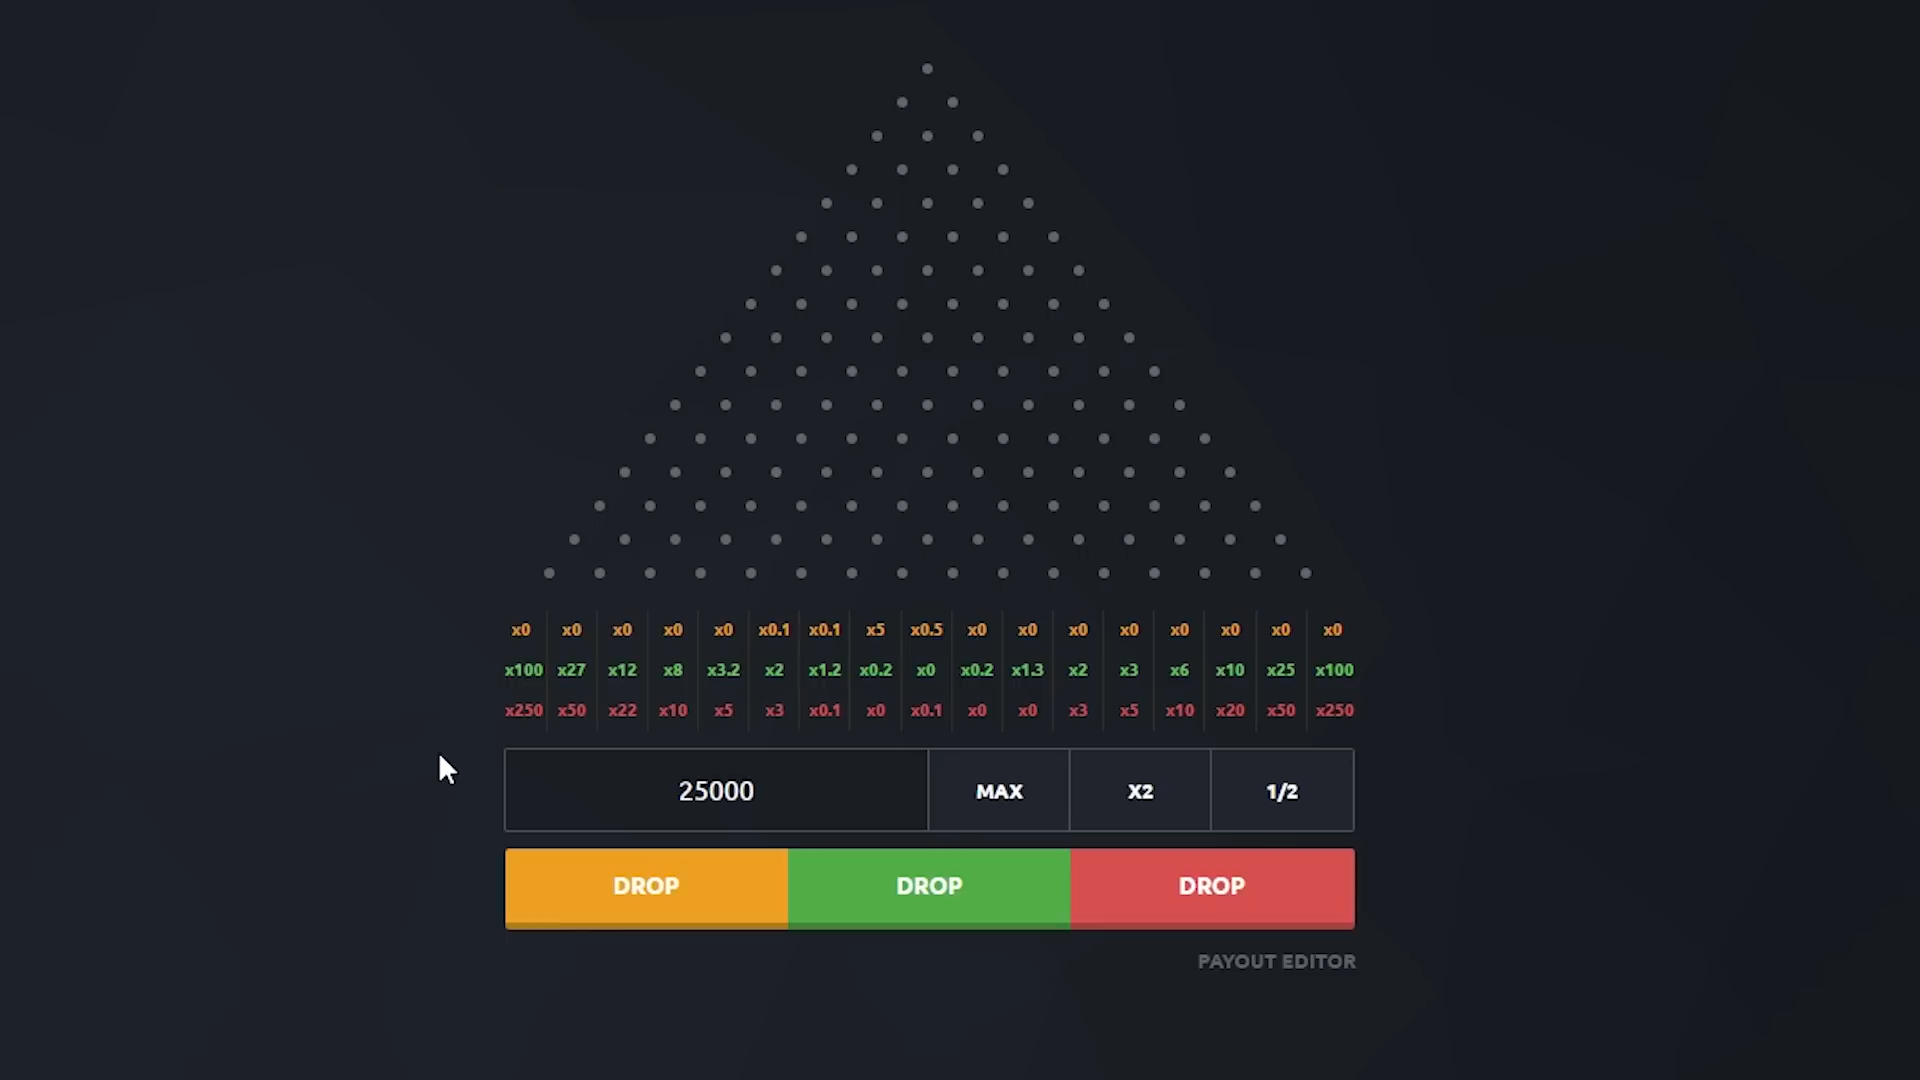 x0 x0 x0 x0 x0 x0.1 x0.1 x5 x0.5 x0 x0 x0 x0 x0 x0 x0 x0
x100 x27 x12 x8 x3.2 x2 x1.2 x0.2 x0 x0.2 x1.3 x2 x3 x6 x10 x25 x100
x250 x50 x22 x10 x5 x3 x0.1 x0 x0.1 x0 x0 x3 x5 x10 x20 x50 x250
25000 MAX X2 1/2
DROP DROP DROP
PAYOUT EDITOR